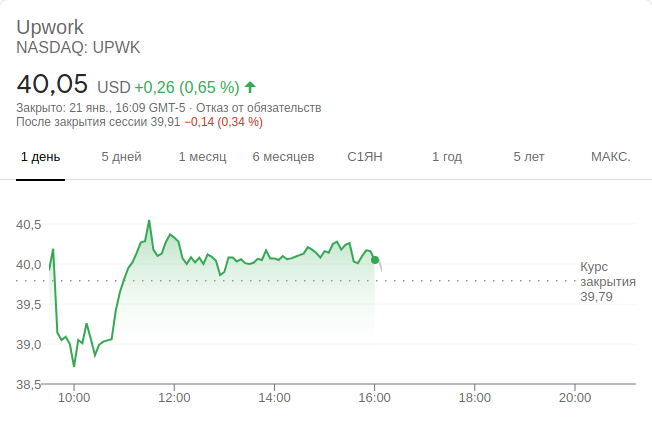 Upwork
NASDAQ: UPWK
40,05 USD +0,26 (0,65 %)
Закрыто: 21 янв., 16:09 GMT-5 · Отказ от обязательств
После закрытия сессии 39,91 −0,14 (0,34 %)
1 день 5 дней 1 месяц 6 месяцев С1ЯН 1 год 5 лет МАКС.
40,5
40,0
39,5
39,0
38,5
Курс
закрытия
39,79
10:00 12:00 14:00 16:00 18:00 20:00